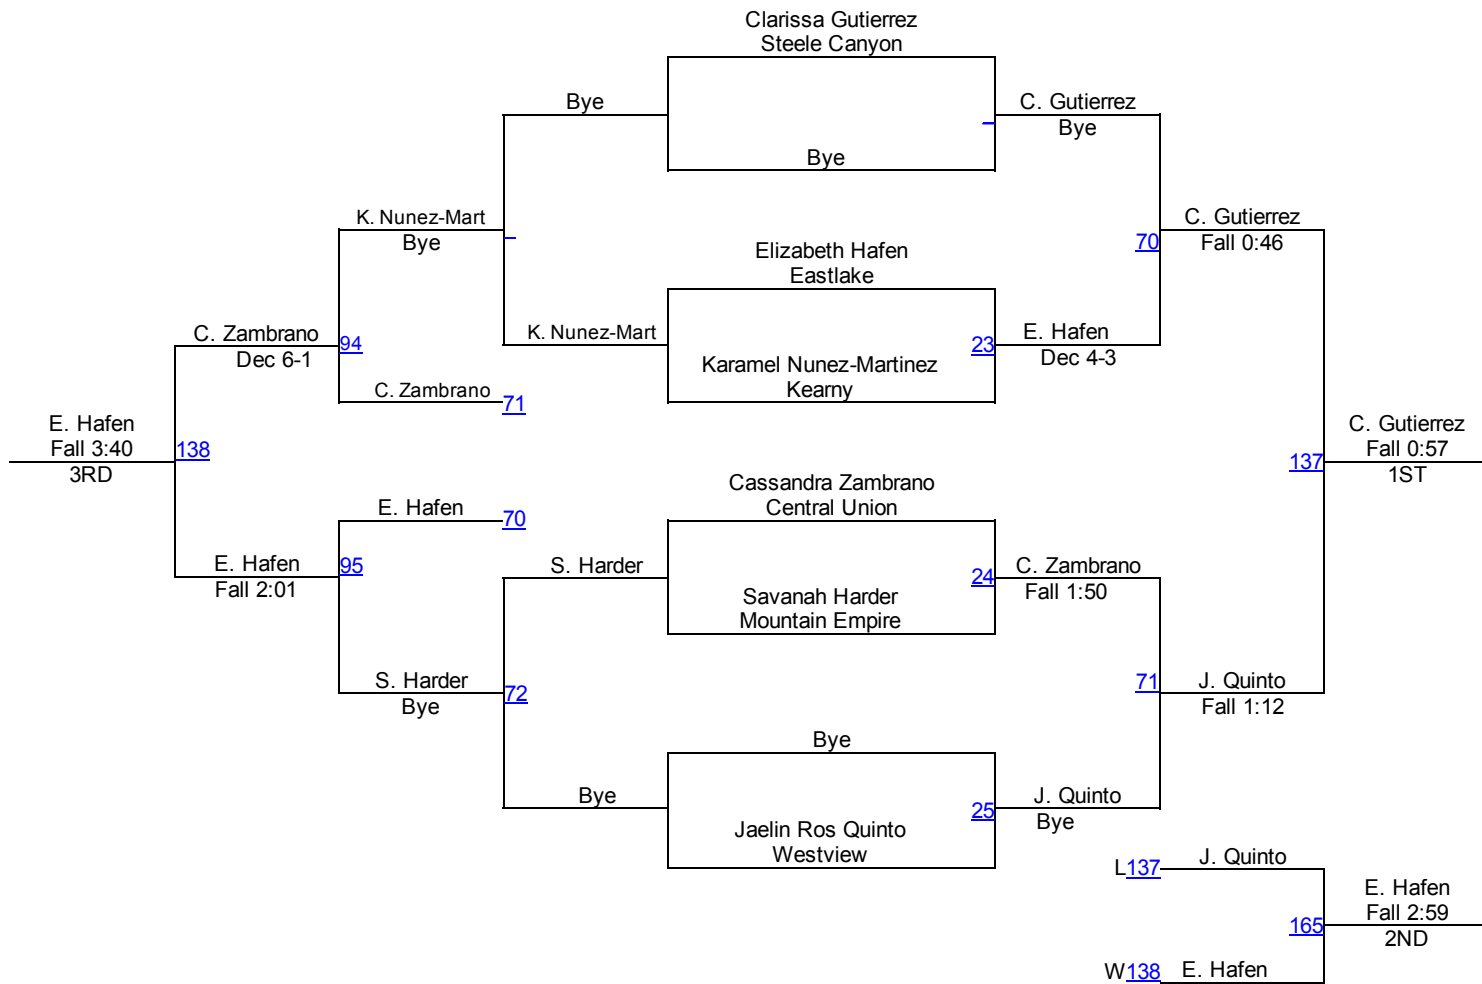 Clarissa Gutierrez
Steele Canyon
Bye
C. Gutierrez
Bye
Bye
K. Nunez-Mart
Bye
C. Gutierrez
Fall 0:46
70
Elizabeth Hafen
Eastlake
C. Zambrano
Dec 6-1
94
K. Nunez-Mart
23
E. Hafen
Dec 4-3
Karamel Nunez-Martinez
Kearny
C. Zambrano
71
E. Hafen
Fall 3:40
3RD
138
C. Gutierrez
Fall 0:57
1ST
137
Cassandra Zambrano
Central Union
E. Hafen
70
E. Hafen
Fall 2:01
95
S. Harder
24
C. Zambrano
Fall 1:50
Savanah Harder
Mountain Empire
S. Harder
Bye
72
71
J. Quinto
Fall 1:12
Bye
Bye
25
J. Quinto
Bye
Jaelin Ros Quinto
Westview
L137
J. Quinto
E. Hafen
Fall 2:59
2ND
165
W138
E. Hafen